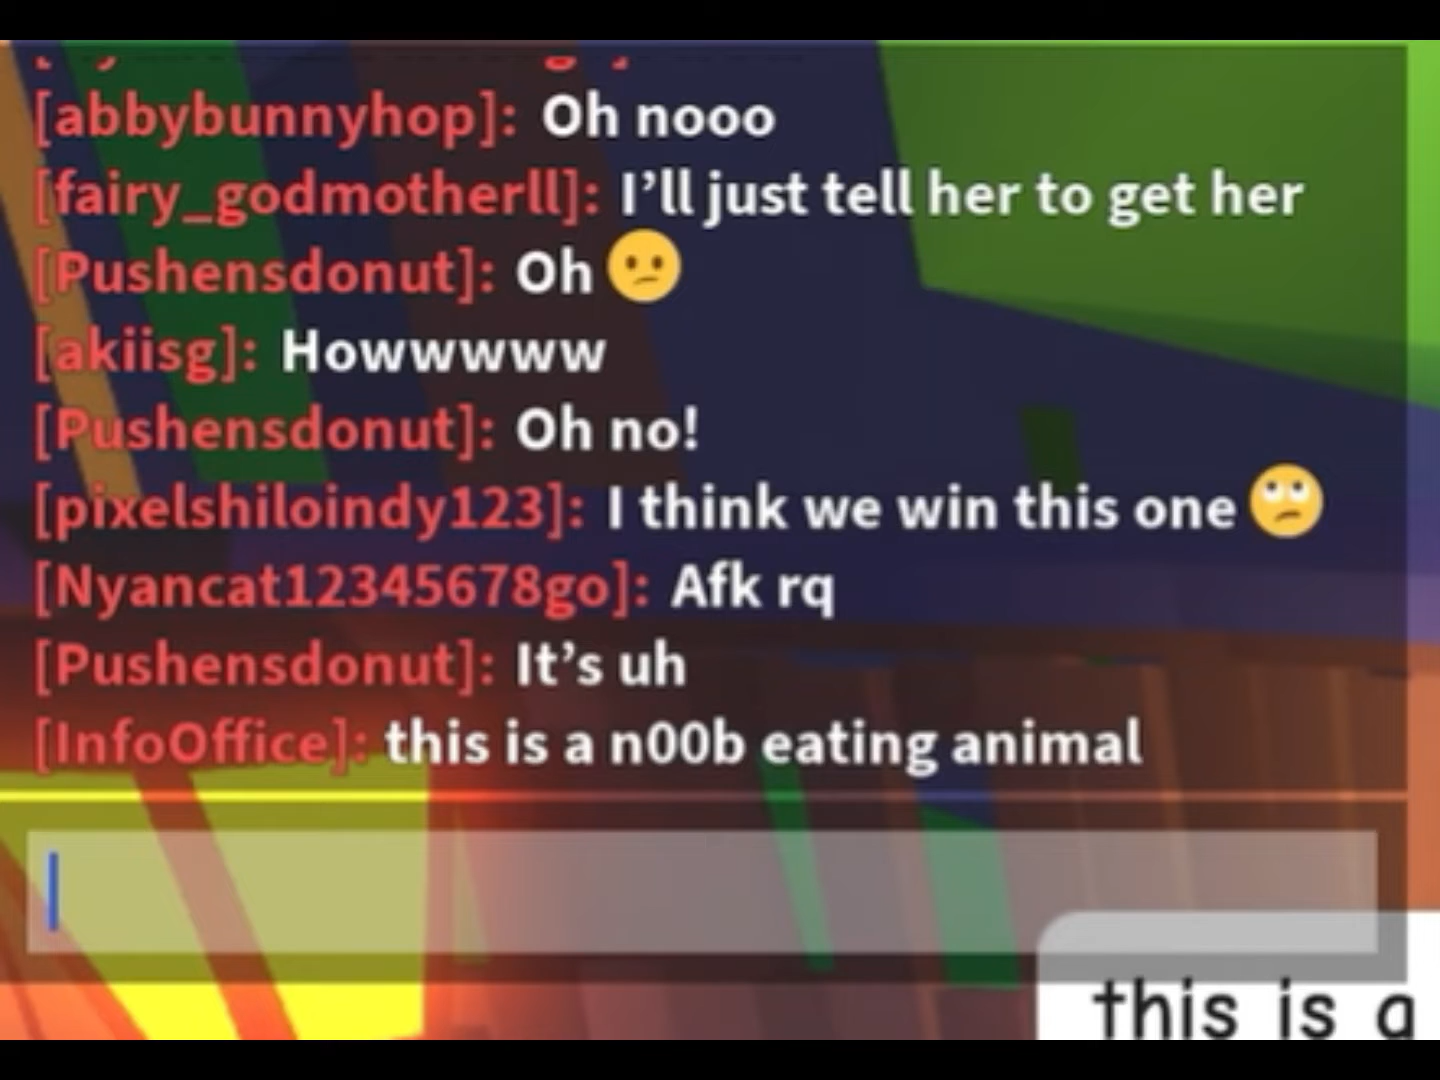 [abbybunnyhop]: Oh nooo
[fairy_godmotherll]: I’ll just tell her to get her
[Pushensdonut]: Oh 😕
[akiisg]: Howwwww
[Pushensdonut]: Oh no!
[pixelshiloindy123]: I think we win this one 🙄
[Nyancat12345678go]: Afk rq
[Pushensdonut]: It’s uh
[InfoOffice]: this is a n00b eating animal
this is a